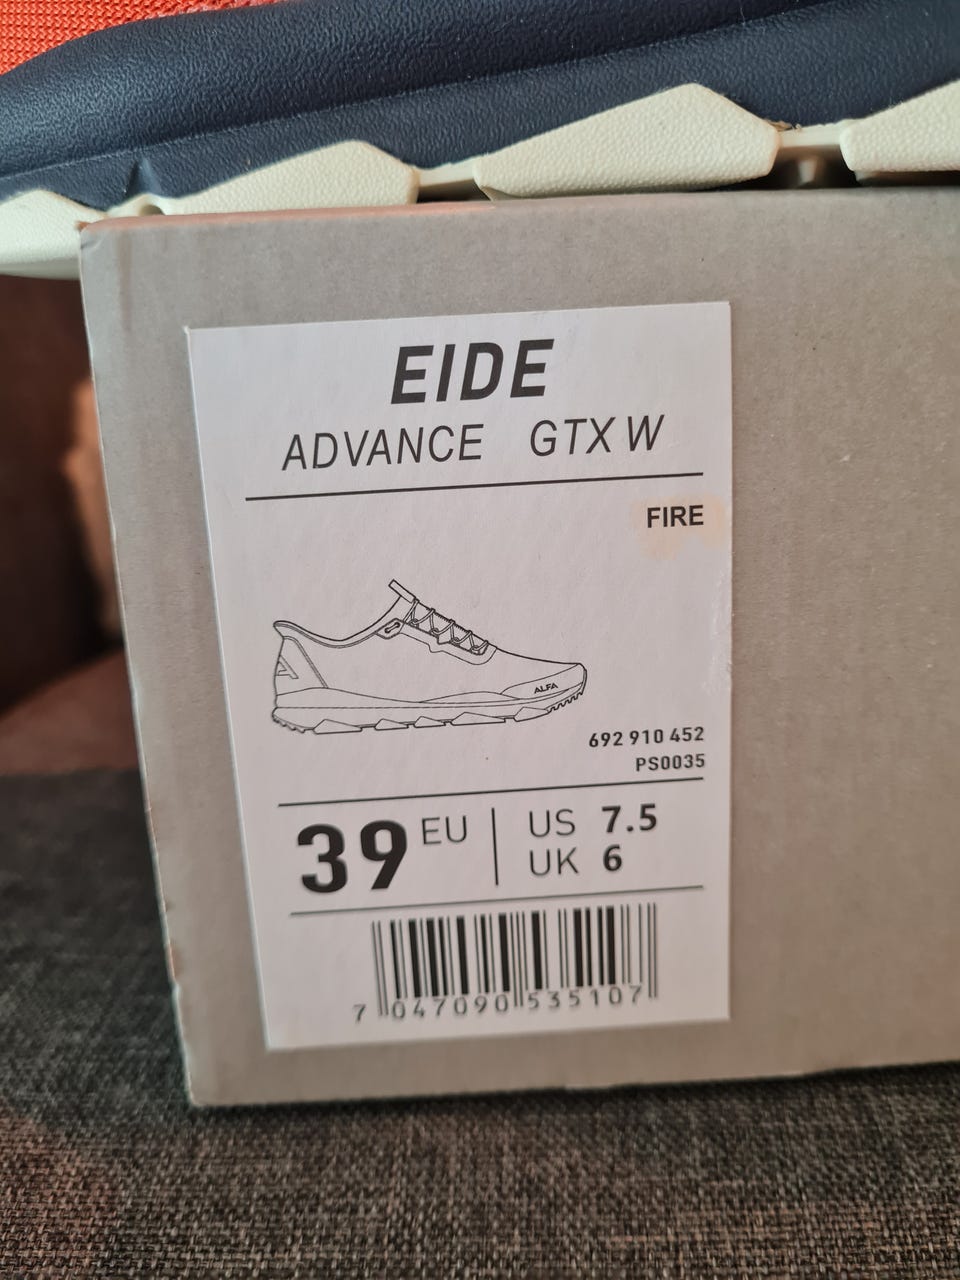 EIDE
ADVANCE GTX W
FIRE
ALFA
692 910 452
PS0035
39 EU
US 7.5
UK 6
7 047090 535107